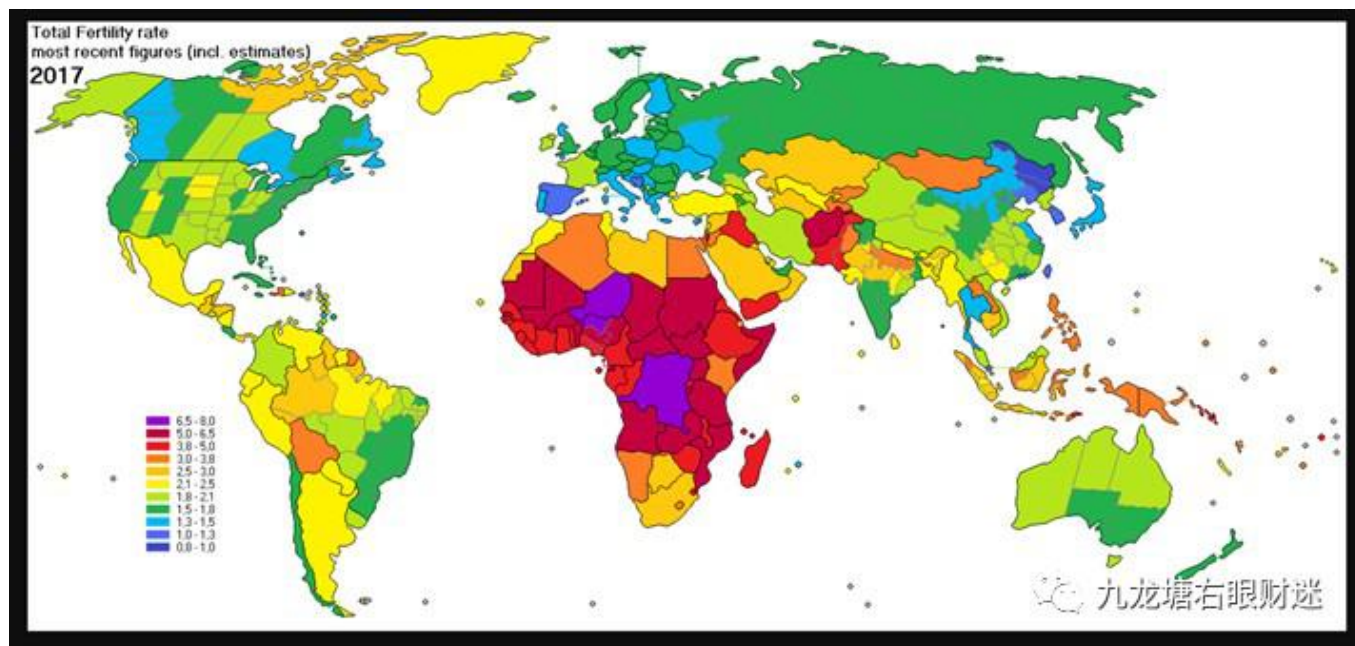 Total Fertility rate
most recent figures (incl. estimates)
2017
6,5 - 8,0
5,0 - 6,5
3,8 - 5,0
3,0 - 3,8
2,5 - 3,0
2,1 - 2,5
1,8 - 2,1
1,5 - 1,8
1,3 - 1,5
1,0 - 1,3
0,8 - 1,0
九龙塘右眼财迷